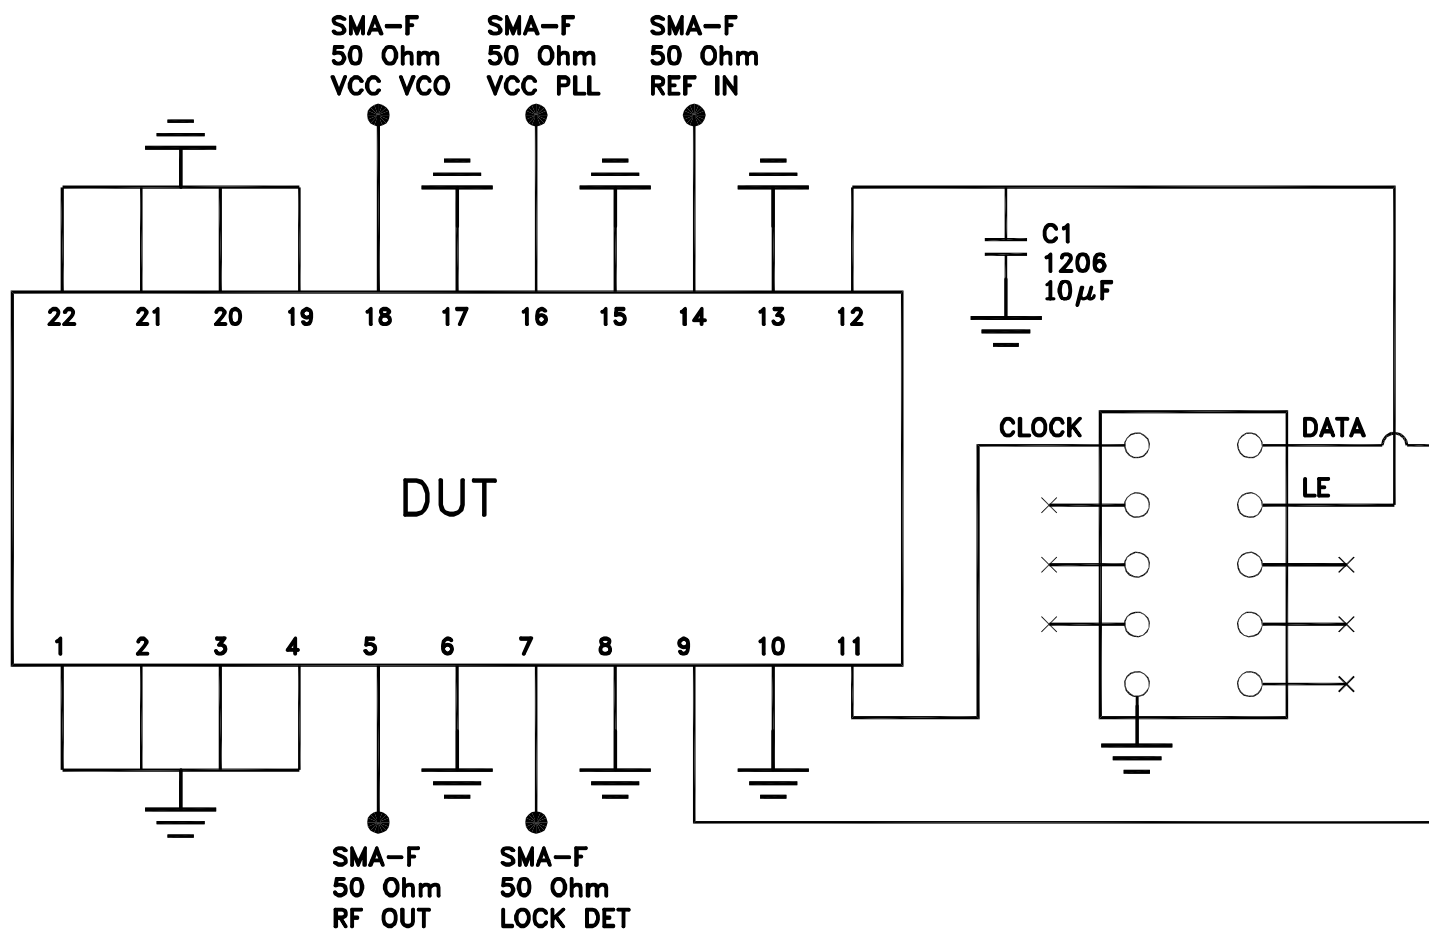 SMA-F
50 Ohm
VCC VCO
SMA-F
50 Ohm
VCC PLL
SMA-F
50 Ohm
REF IN
C1
1206
10µF
22 21 20 19 18 17 16 15 14 13 12
CLOCK
DATA
LE
DUT
1 2 3 4 5 6 7 8 9 10 11
SMA-F
50 Ohm
RF OUT
SMA-F
50 Ohm
LOCK DET